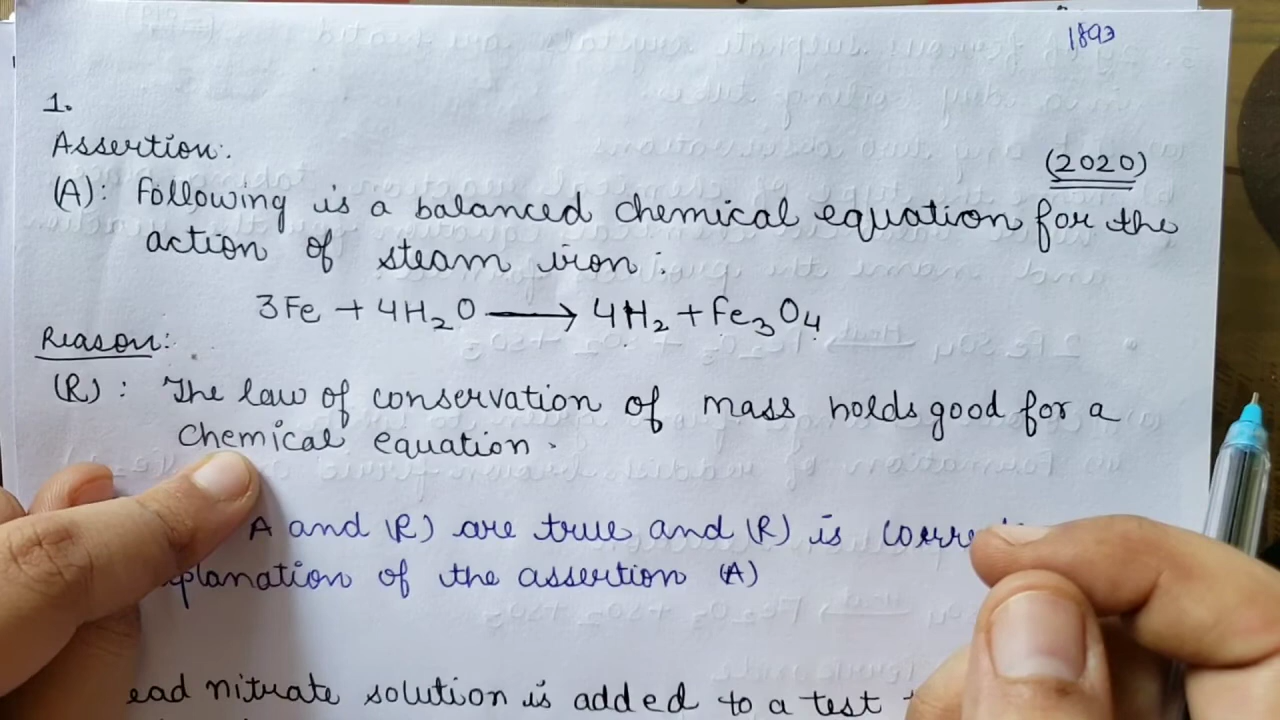 1893
1.
Assertion:
(2020)
(A): Following is a balanced chemical equation for the
action of steam iron:
3Fe + 4H₂O ⟶ 4H₂ + Fe₃O₄
Reason:
(R): The law of conservation of mass holds good for a
chemical equation.
A and (R) are true and (R) is
of the assertion (A)
nitrate solution is added to a test